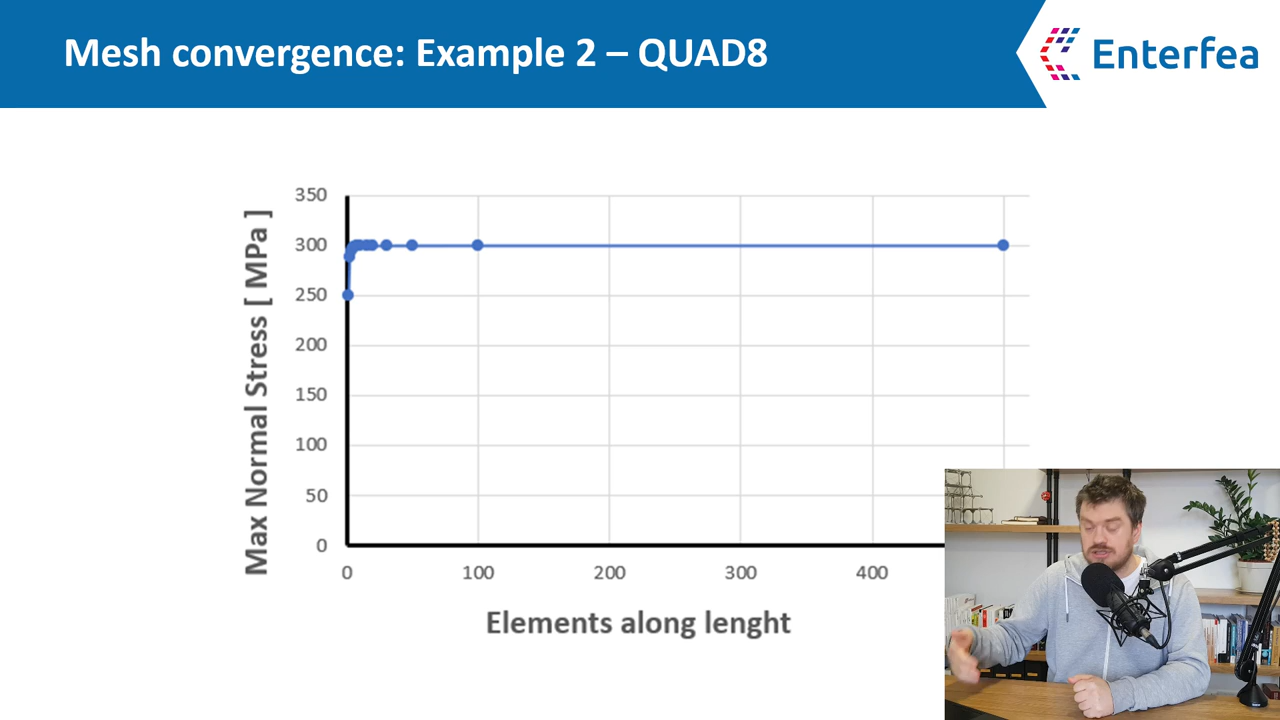 Mesh convergence: Example 2 – QUAD8
Enterfea
Max Normal Stress [ MPa ]
350
300
250
200
150
100
50
0
0 100 200 300 400
Elements along lenght